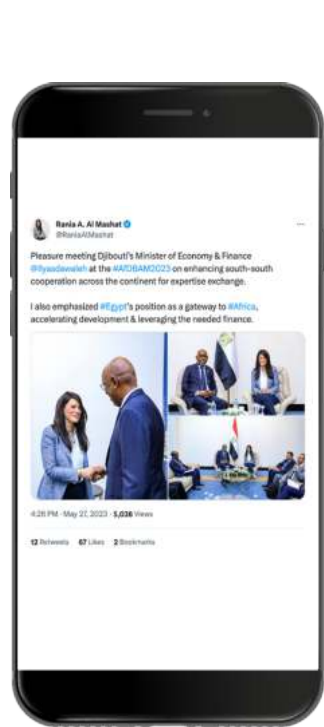 Rania A. Al Mashat
@RaniaAlMashat
Pleasure meeting Djibouti's Minister of Economy & Finance
@ilyasdawaleh at the #AfDBAM2023 on enhancing south-south
cooperation across the continent for expertise exchange.
I also emphasized #Egypt's position as a gateway to #Africa,
accelerating development & leveraging the needed finance.
4:26 PM · May 27, 2023 · 5,026 Views
12 Retweets 67 Likes 2 Bookmarks